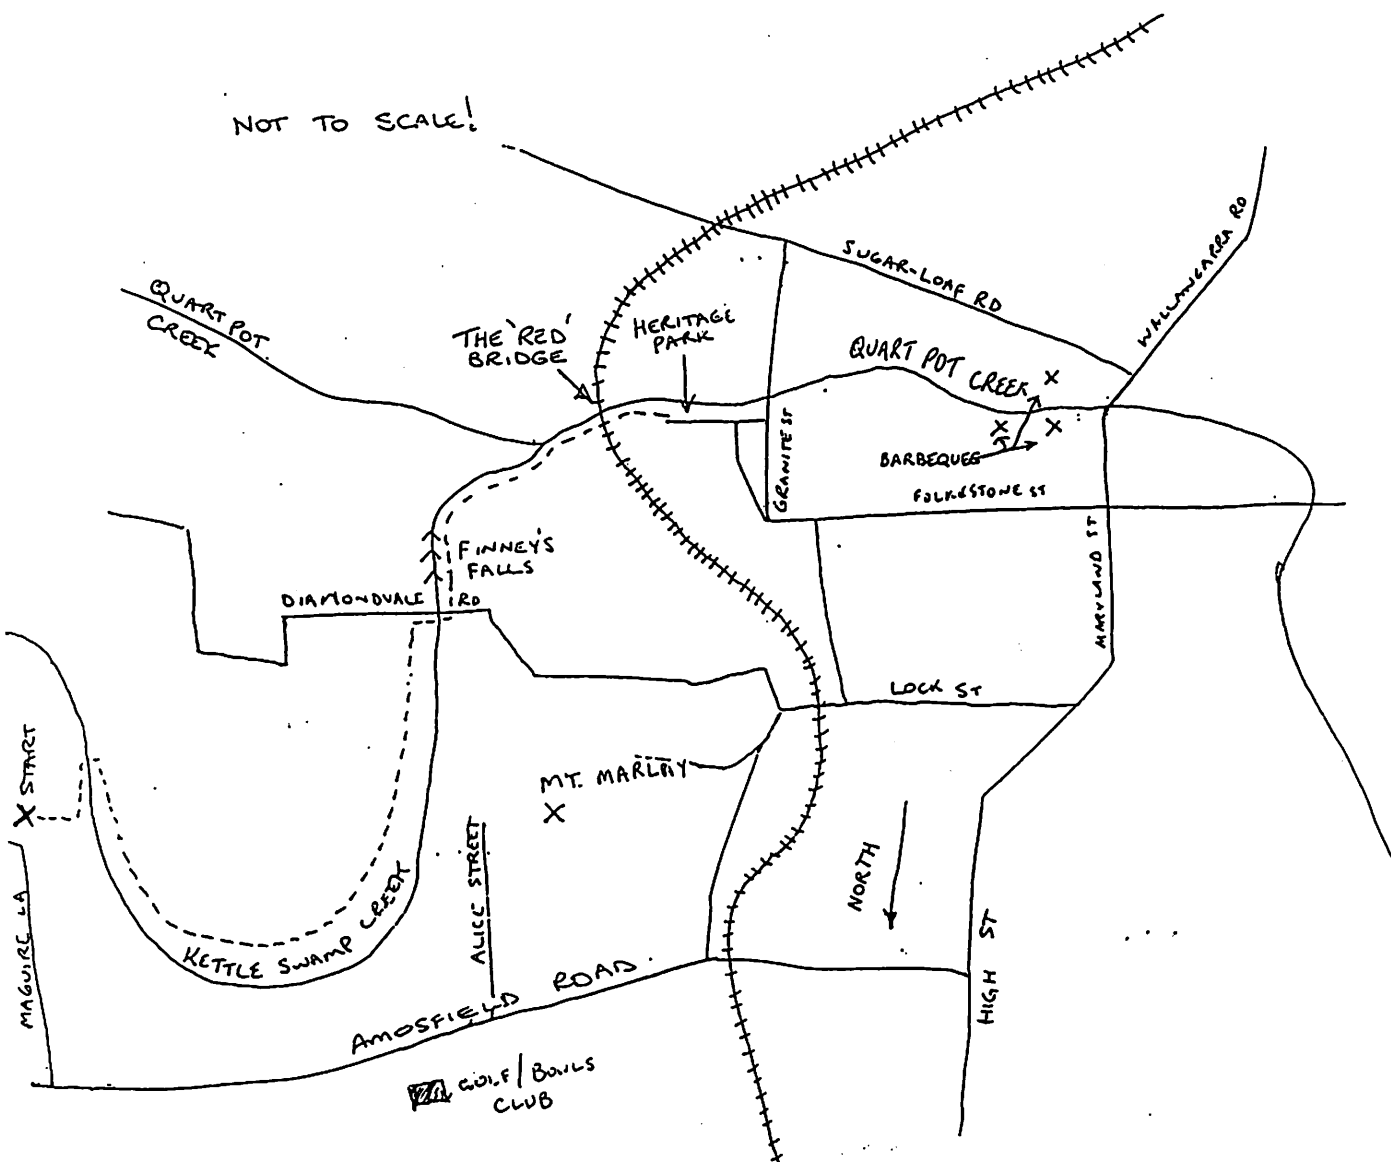 NOT TO SCALE!
SUGAR-LOAF RD
WALLANGARRA RD
QUART POT
CREEK
THE 'RED'
BRIDGE
HERITAGE
PARK
QUART POT CREEK
X
X
X
BARBEQUES
GRANITE ST
FOLKESTONE ST
MARYLAND ST
FINNEY'S
FALLS
DIAMONDVALE RD
LOCK ST
X START
MT. MARLAY
X
NORTH
ALICE STREET
KETTLE SWAMP CREEK
MAGUIRE LA
AMOSFIELD ROAD
HIGH ST
GOLF/BOWLS
CLUB